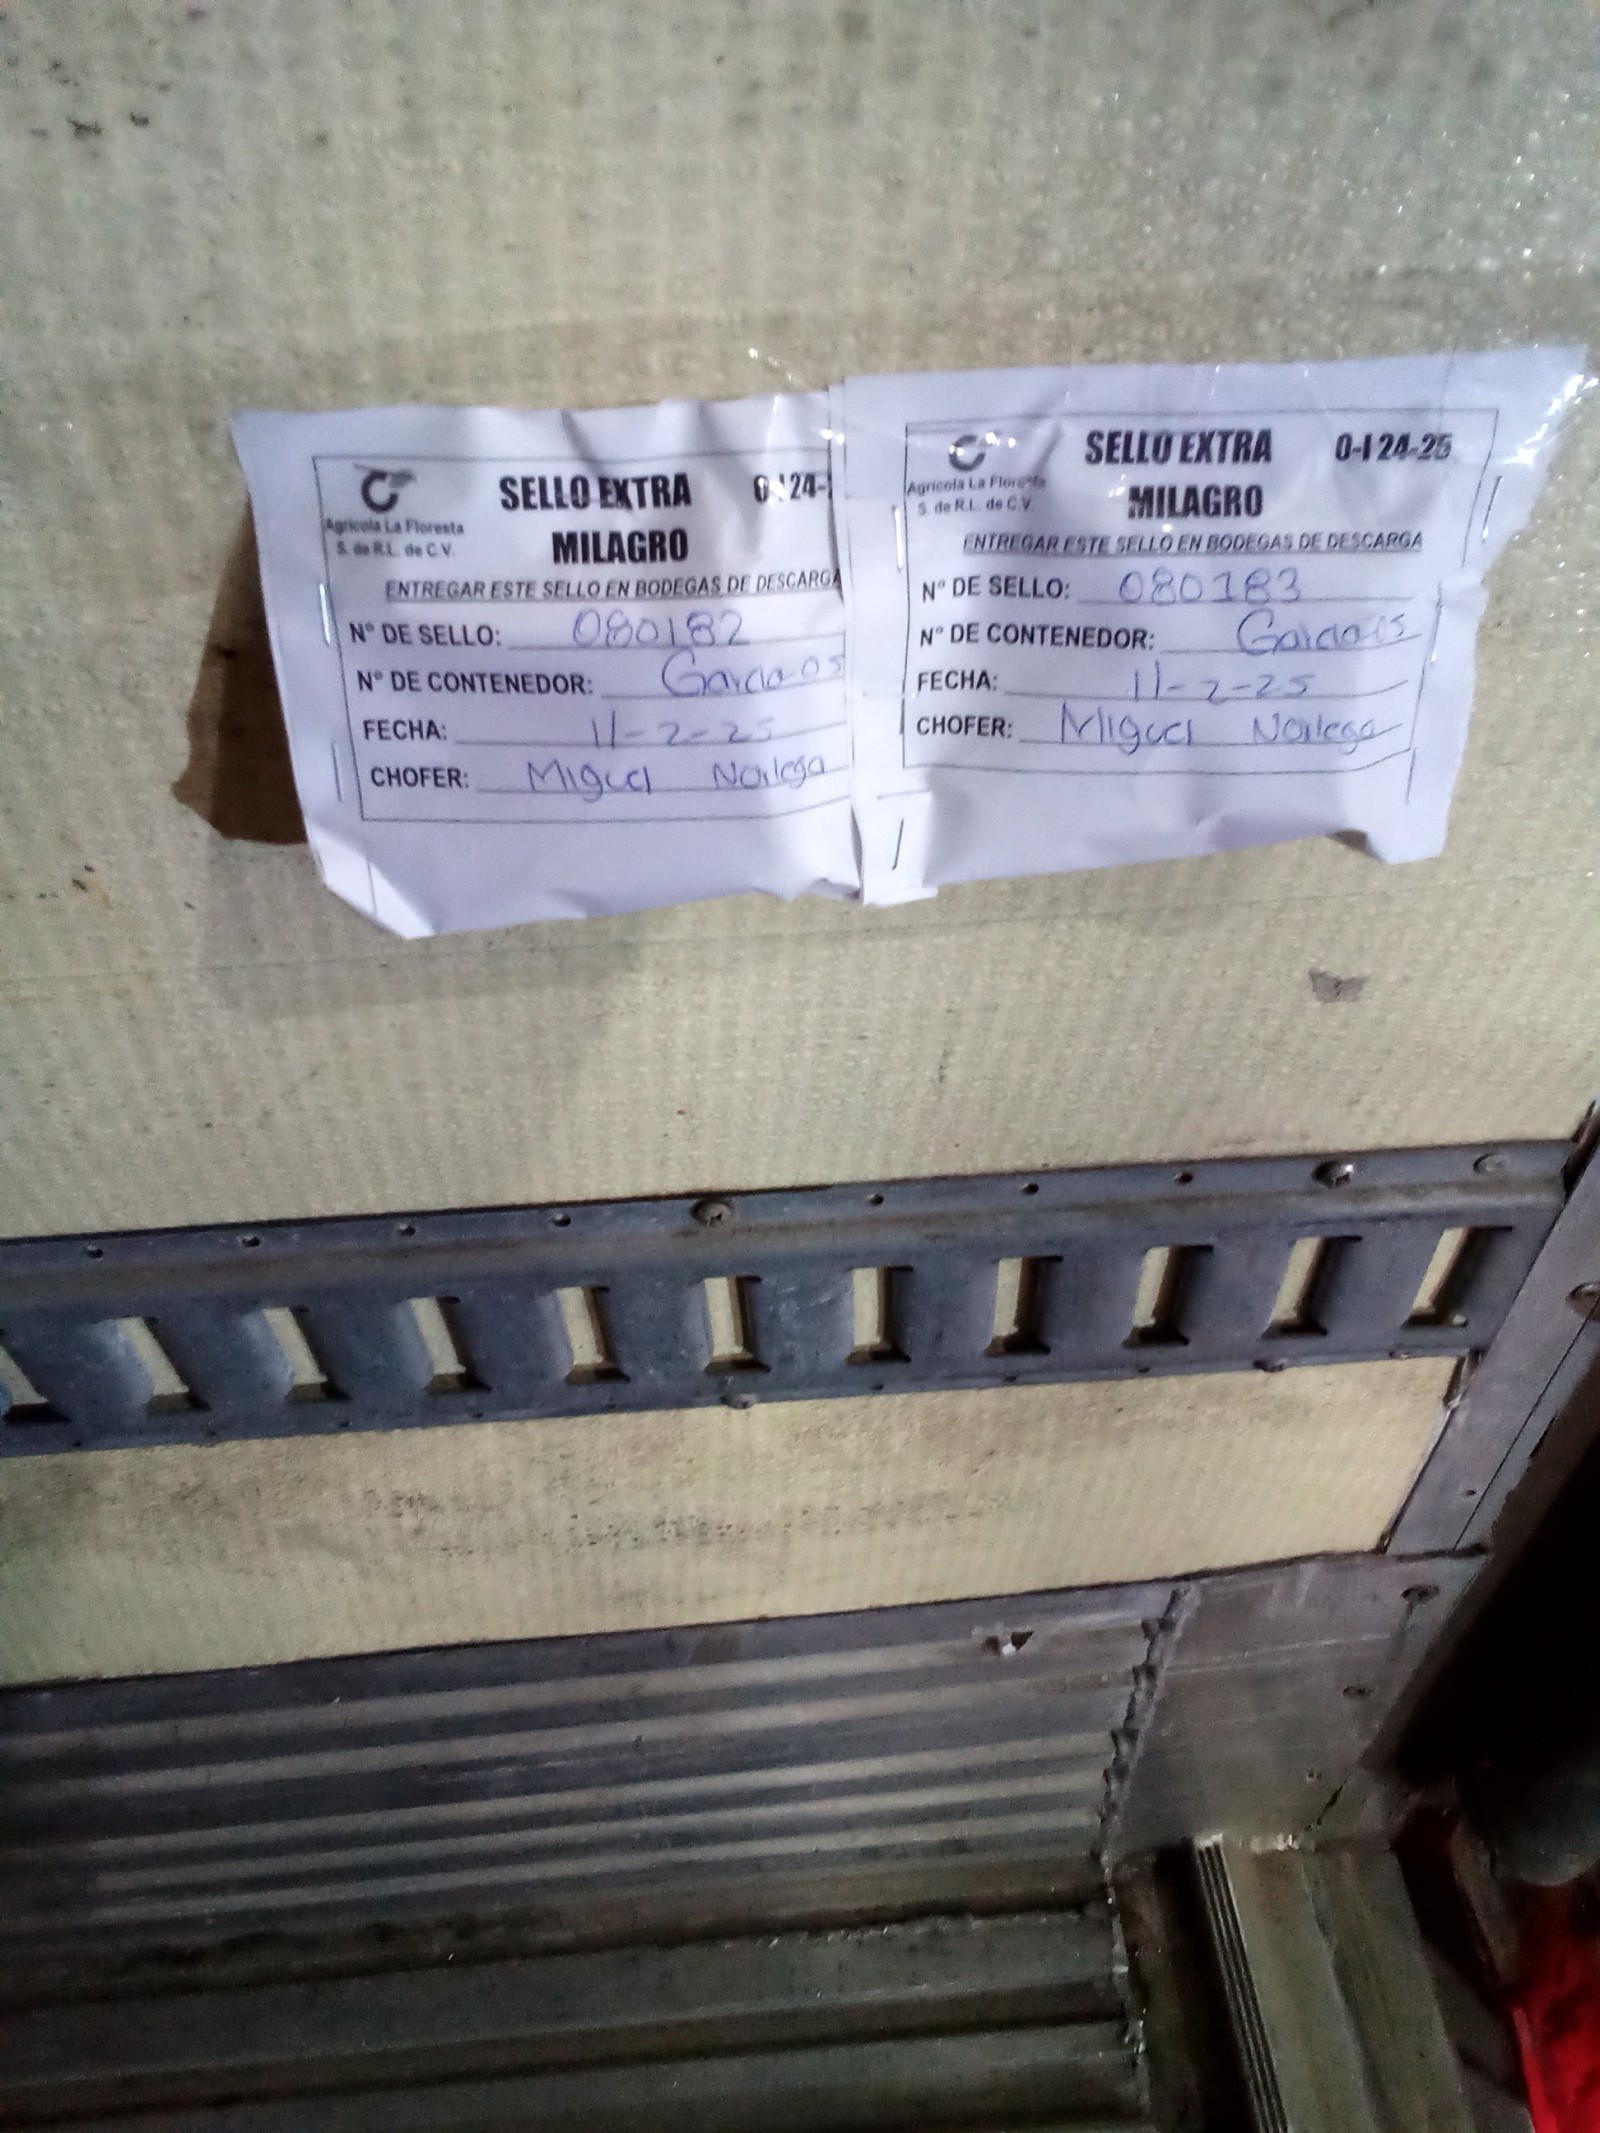 Agrícola La Floresta
S. de R.L. de C.V.
SELLO EXTRA
MILAGRO
ENTREGAR ESTE SELLO EN BODEGAS DE DESCARGA
N° DE SELLO: 080182
N° DE CONTENEDOR: Garcia 05
FECHA: 11-2-25
CHOFER: Miguel Noriega
Agrícola La Floresta
S. de R.L. de C.V.
SELLO EXTRA O-I 24-25
MILAGRO
ENTREGAR ESTE SELLO EN BODEGAS DE DESCARGA
N° DE SELLO: 080183
N° DE CONTENEDOR: Garcia 05
FECHA: 11-2-25
CHOFER: Miguel Noriega